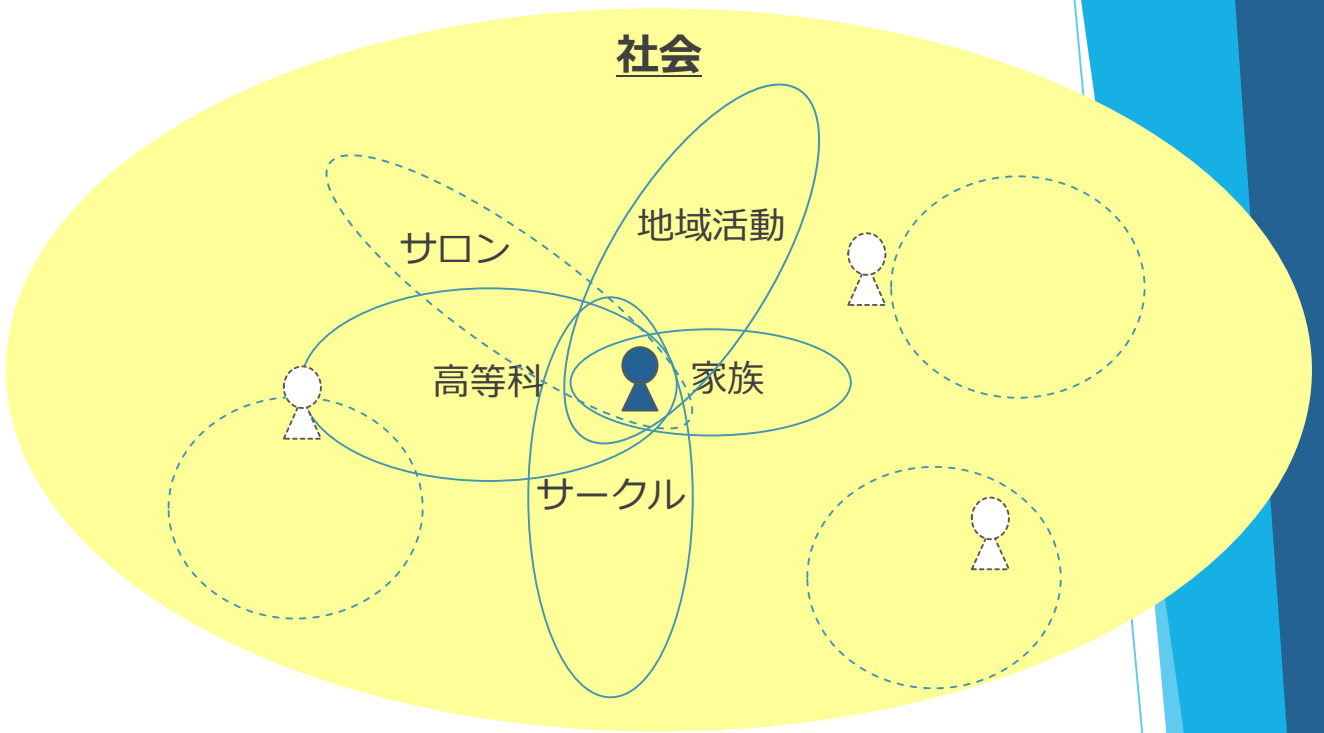 社会
地域活動
サロン
高等科
家族
サークル